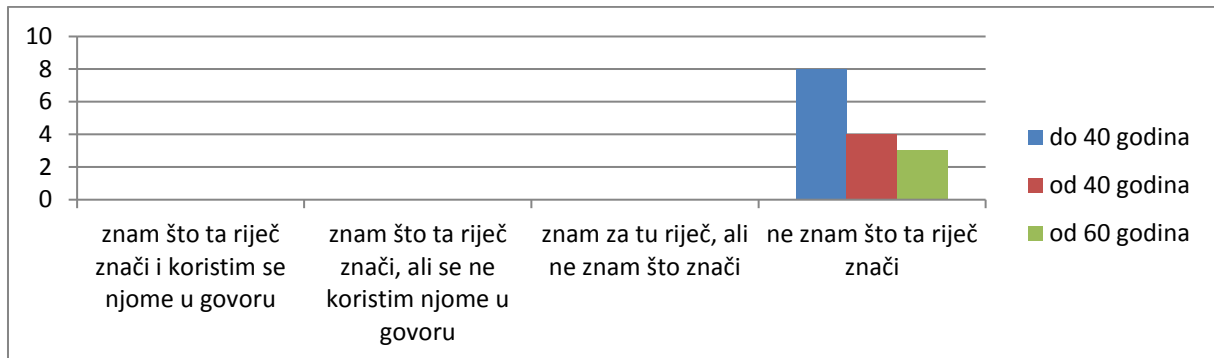 10
8
6
4
2
0
znam što ta riječ
znači i koristim se
njome u govoru
znam što ta riječ
znači, ali se ne
koristim njome u
govoru
znam za tu riječ, ali
ne znam što znači
ne znam što ta riječ
znači
do 40 godina
od 40 godina
od 60 godina